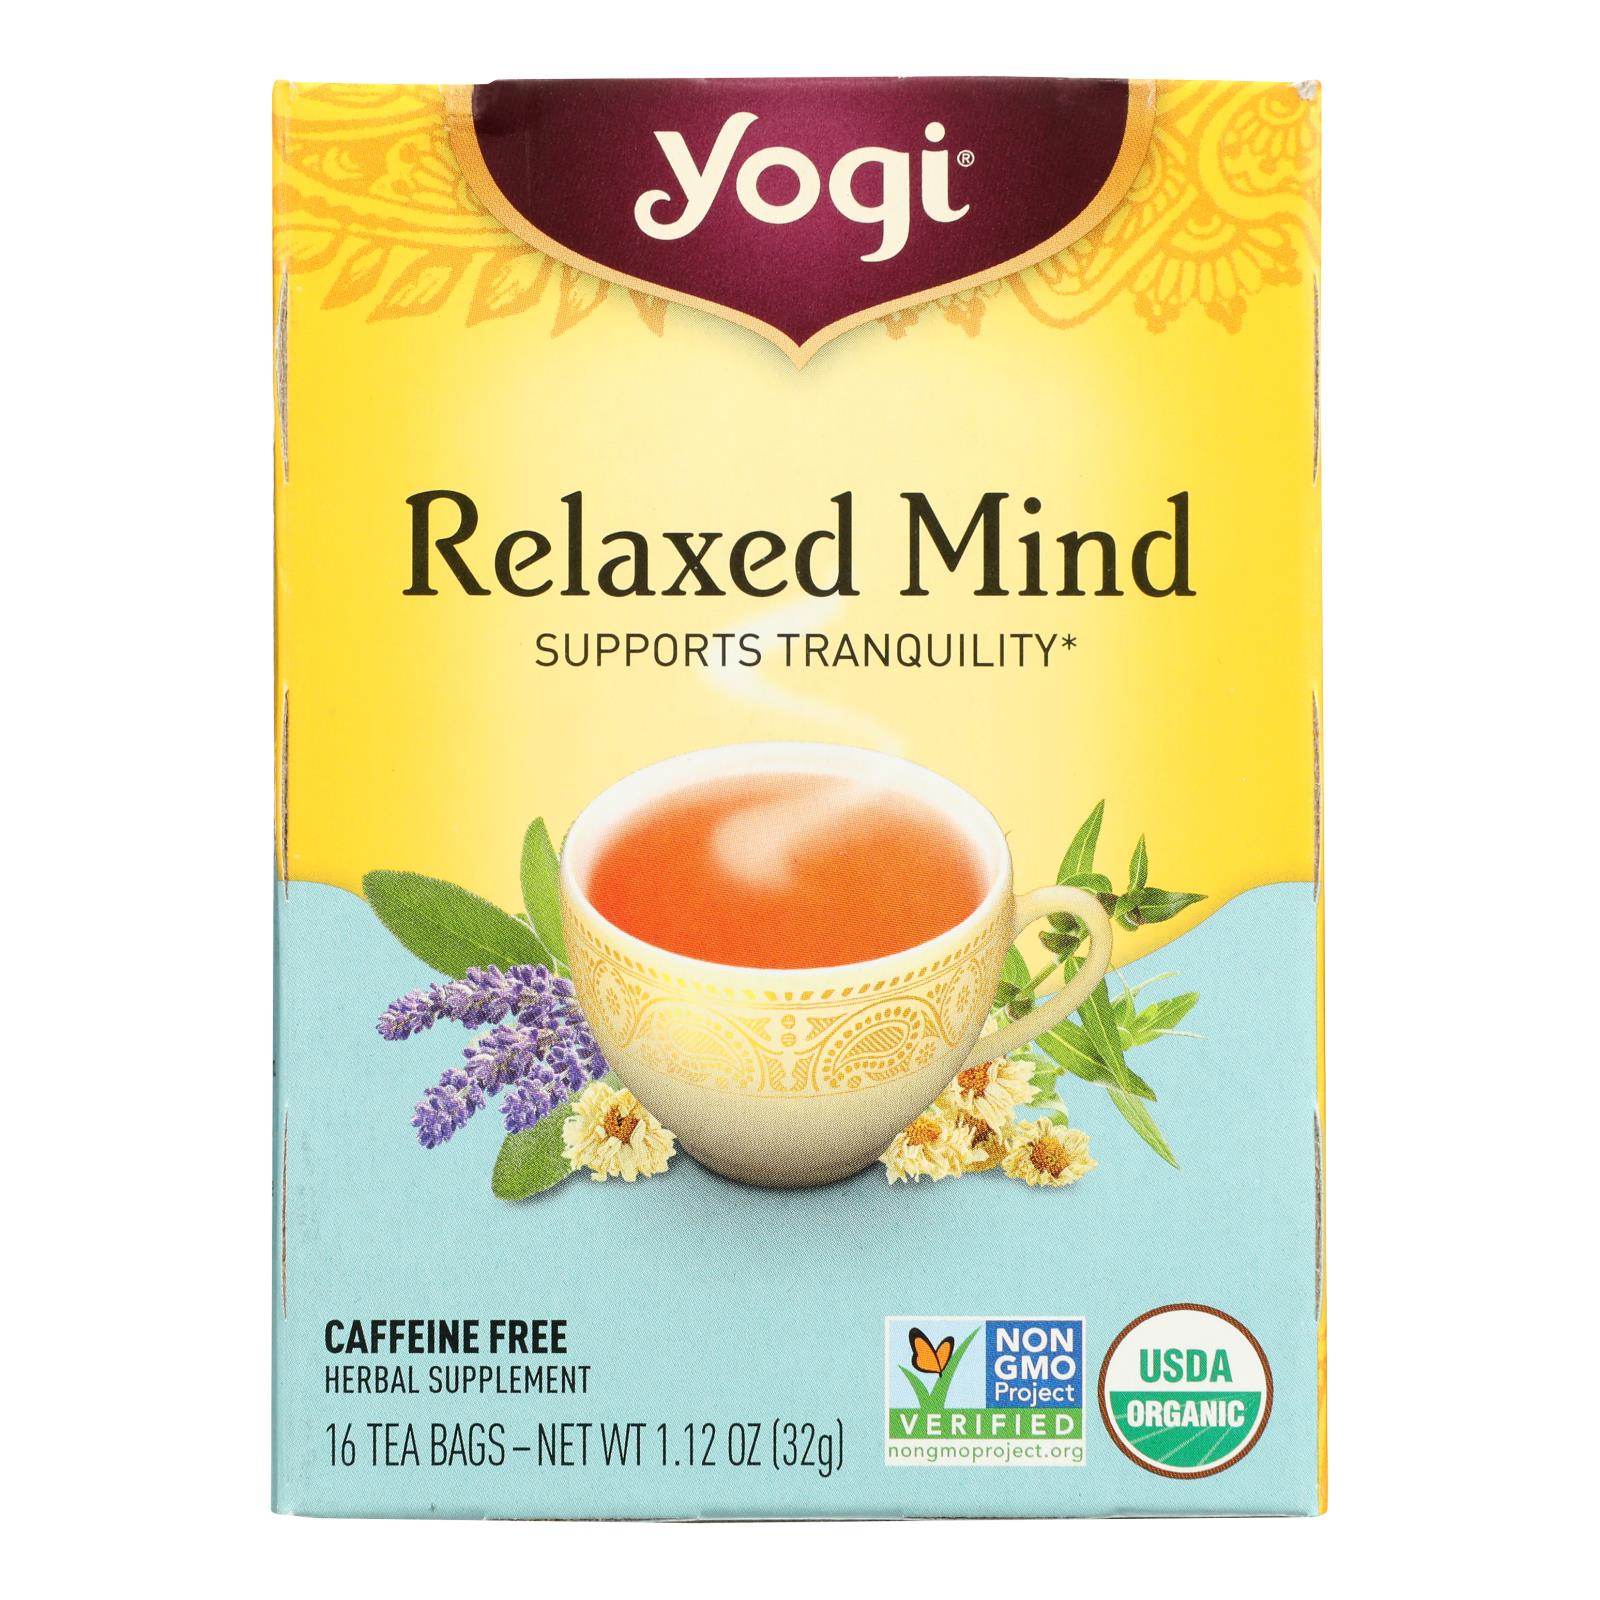 yogi®
Relaxed Mind
SUPPORTS TRANQUILITY*
CAFFEINE FREE
HERBAL SUPPLEMENT
16 TEA BAGS – NET WT 1.12 OZ (32g)
NON
GMO
Project
VERIFIED
nongmoproject.org
USDA
ORGANIC